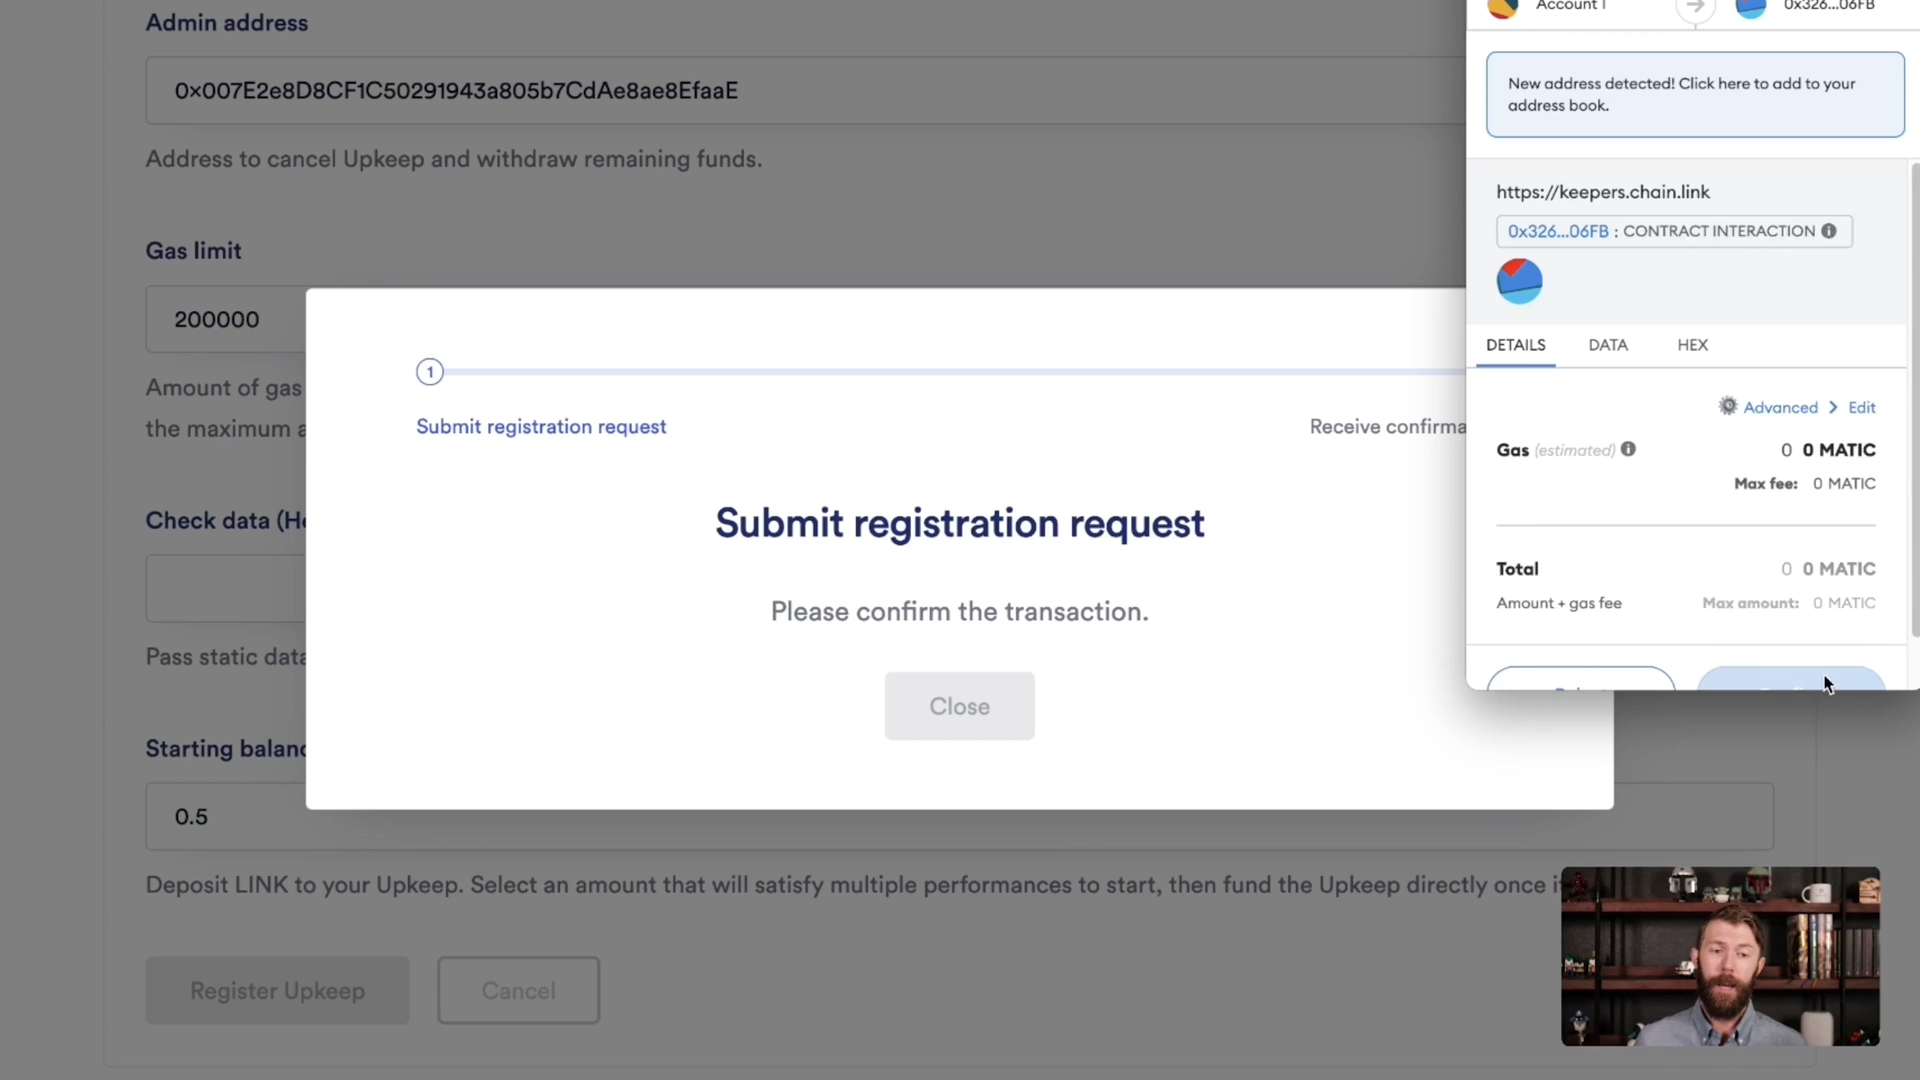 Admin address
0x007E2e8D8CF1C50291943a805b7CdAe8ae8EfaaE
Address to cancel Upkeep and withdraw remaining funds.
Gas limit
200000
Amount of gas
the maximum a
Check data (He
Pass static data
Starting balanc
0.5
Deposit LINK to your Upkeep. Select an amount that will satisfy multiple performances to start, then fund the Upkeep directly once i
Register Upkeep
Cancel
1
Submit registration request
Receive confirma
Submit registration request
Please confirm the transaction.
Close
Account 1
0x326...06FB
New address detected! Click here to add to your
address book.
https://keepers.chain.link
0x326...06FB : CONTRACT INTERACTION
DETAILS DATA HEX
Advanced > Edit
Gas (estimated) 0 0 MATIC
Max fee: 0 MATIC
Total 0 0 MATIC
Amount + gas fee Max amount: 0 MATIC